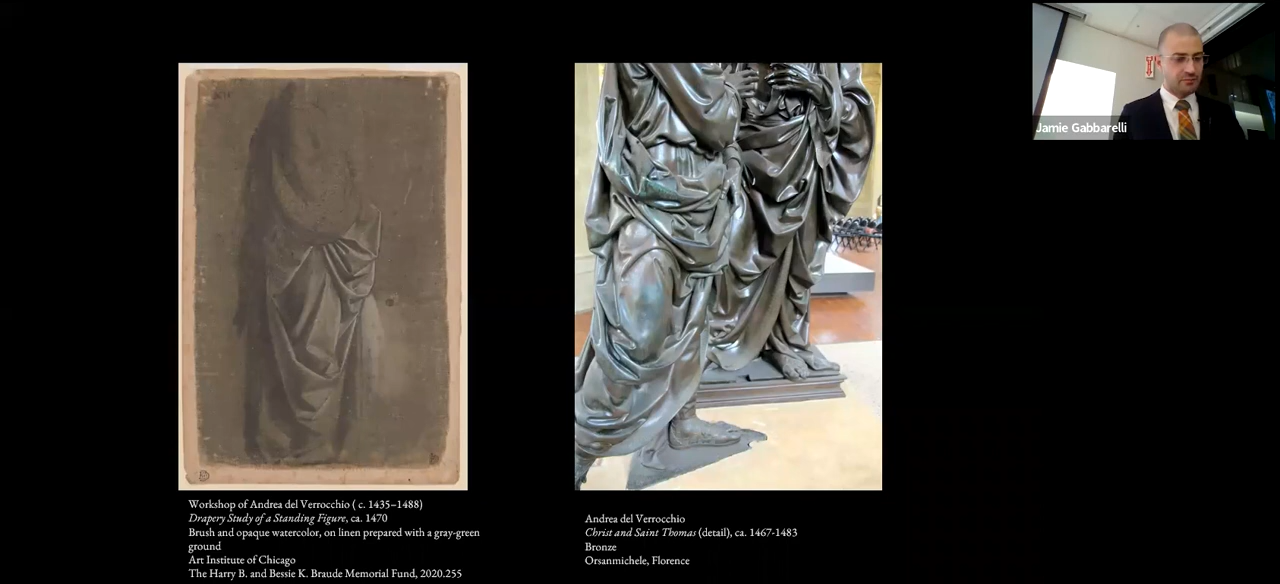 Jamie Gabbarelli
Workshop of Andrea del Verrocchio ( c. 1435–1488)
Drapery Study of a Standing Figure, ca. 1470
Brush and opaque watercolor, on linen prepared with a gray-green
ground
Art Institute of Chicago
The Harry B. and Bessie K. Braude Memorial Fund, 2020.255
Andrea del Verrocchio
Christ and Saint Thomas (detail), ca. 1467-1483
Bronze
Orsanmichele, Florence